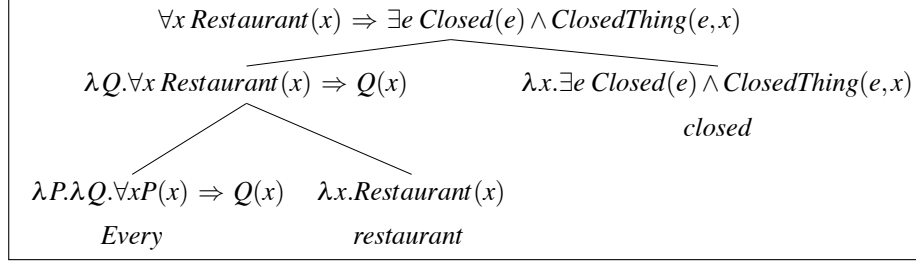 ∀x Restaurant(x) ⇒ ∃e Closed(e) ∧ ClosedThing(e,x)
λQ.∀x Restaurant(x) ⇒ Q(x) λx.∃e Closed(e) ∧ ClosedThing(e,x)
closed
λP.λQ.∀xP(x) ⇒ Q(x) λx.Restaurant(x)
Every restaurant